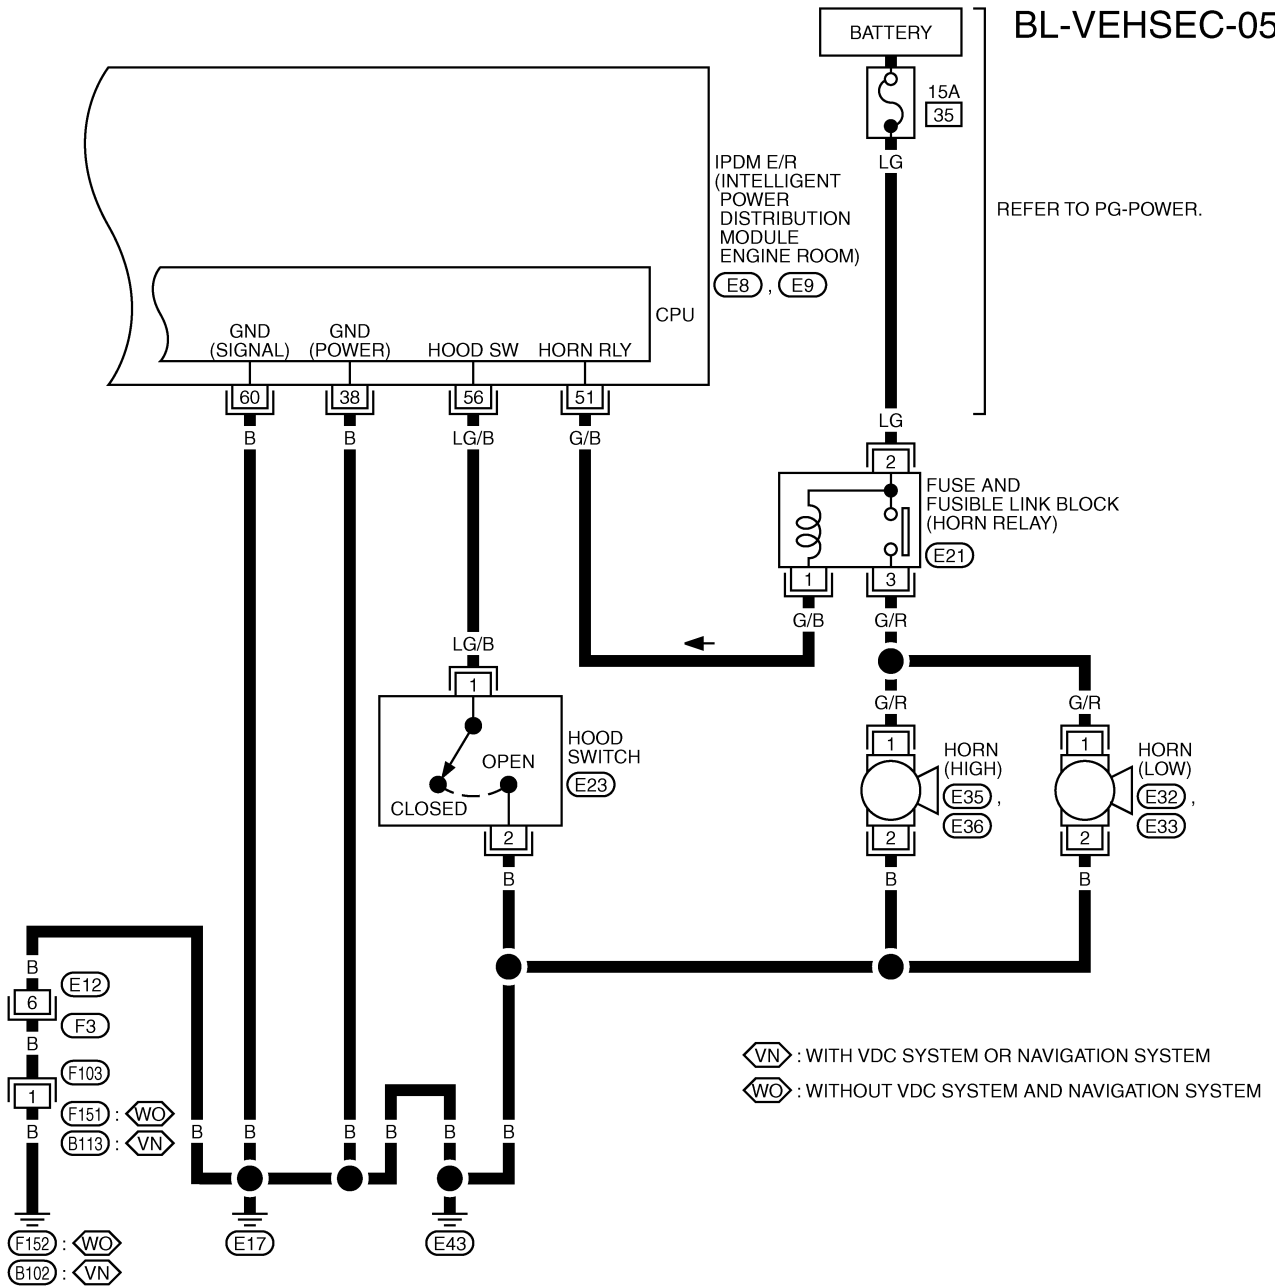 BL-VEHSEC-05
BATTERY
15A
35
LG
REFER TO PG-POWER.
IPDM E/R
(INTELLIGENT
POWER
DISTRIBUTION
MODULE
ENGINE ROOM)
E8 , E9
CPU
GND
(SIGNAL)
GND
(POWER)
HOOD SW
HORN RLY
60
38
56
51
B
B
LG/B
G/B
LG
2
FUSE AND
FUSIBLE LINK BLOCK
(HORN RELAY)
E21
1
3
G/B
G/R
LG/B
1
HOOD
SWITCH
E23
OPEN
CLOSED
2
B
G/R
G/R
1
1
HORN
(HIGH)
E35 ,
E36
HORN
(LOW)
E32 ,
E33
2
2
B
B
B
E12
6
F3
B
F103
1
F151 : WO
B113 : VN
B
VN : WITH VDC SYSTEM OR NAVIGATION SYSTEM
WO : WITHOUT VDC SYSTEM AND NAVIGATION SYSTEM
B
B
B
B
B
B
F152 : WO
B102 : VN
E17
E43